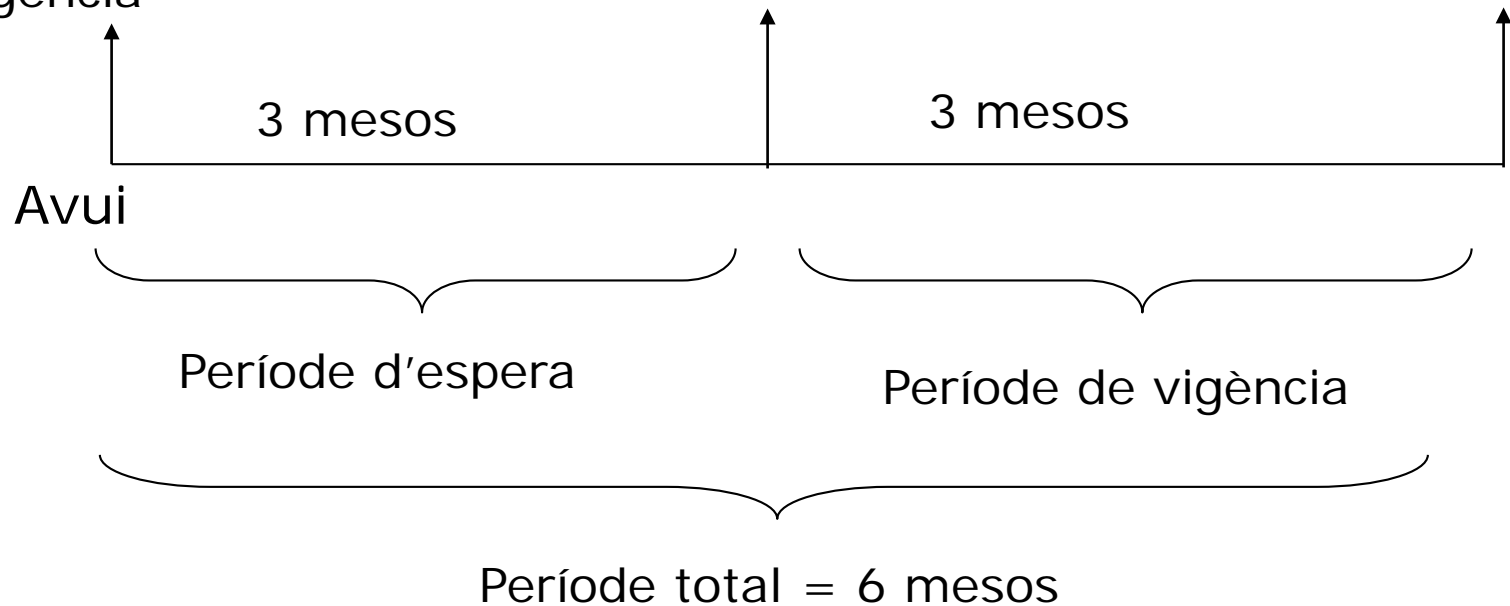 3 mesos
3 mesos
Avui
Període d'espera
Període de vigència
Període total = 6 mesos